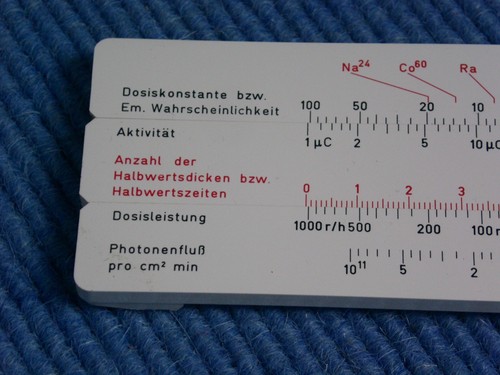 Na24 Co60 Ra
Dosiskonstante bzw.
Em. Wahrscheinlichkeit 100 50 20 10
Aktivität 1 µC 2 5 10 µC
Anzahl der
Halbwertsdicken bzw.
Halbwertszeiten 0 1 2 3
Dosisleistung 1000 r/h 500 200 100 r
Photonenfluß
pro cm² min 10¹¹ 5 2